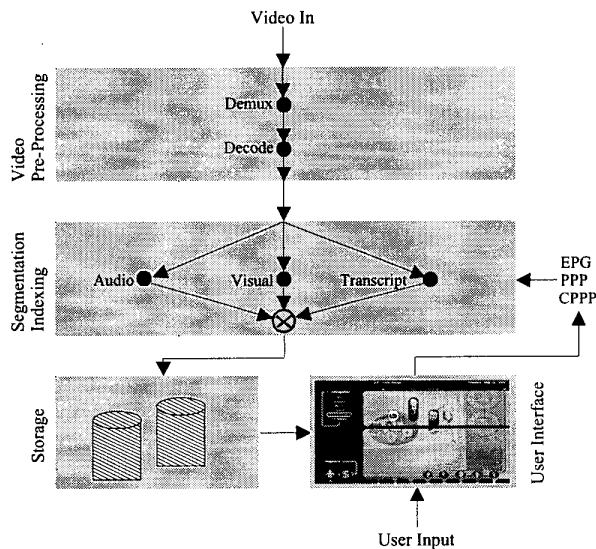 Video In
Video
Pre-Processing
Demux
Decode
Segmentation
Indexing
Audio
Visual
Transcript
EPG
PPP
CPPP
Storage
User Interface
User Input